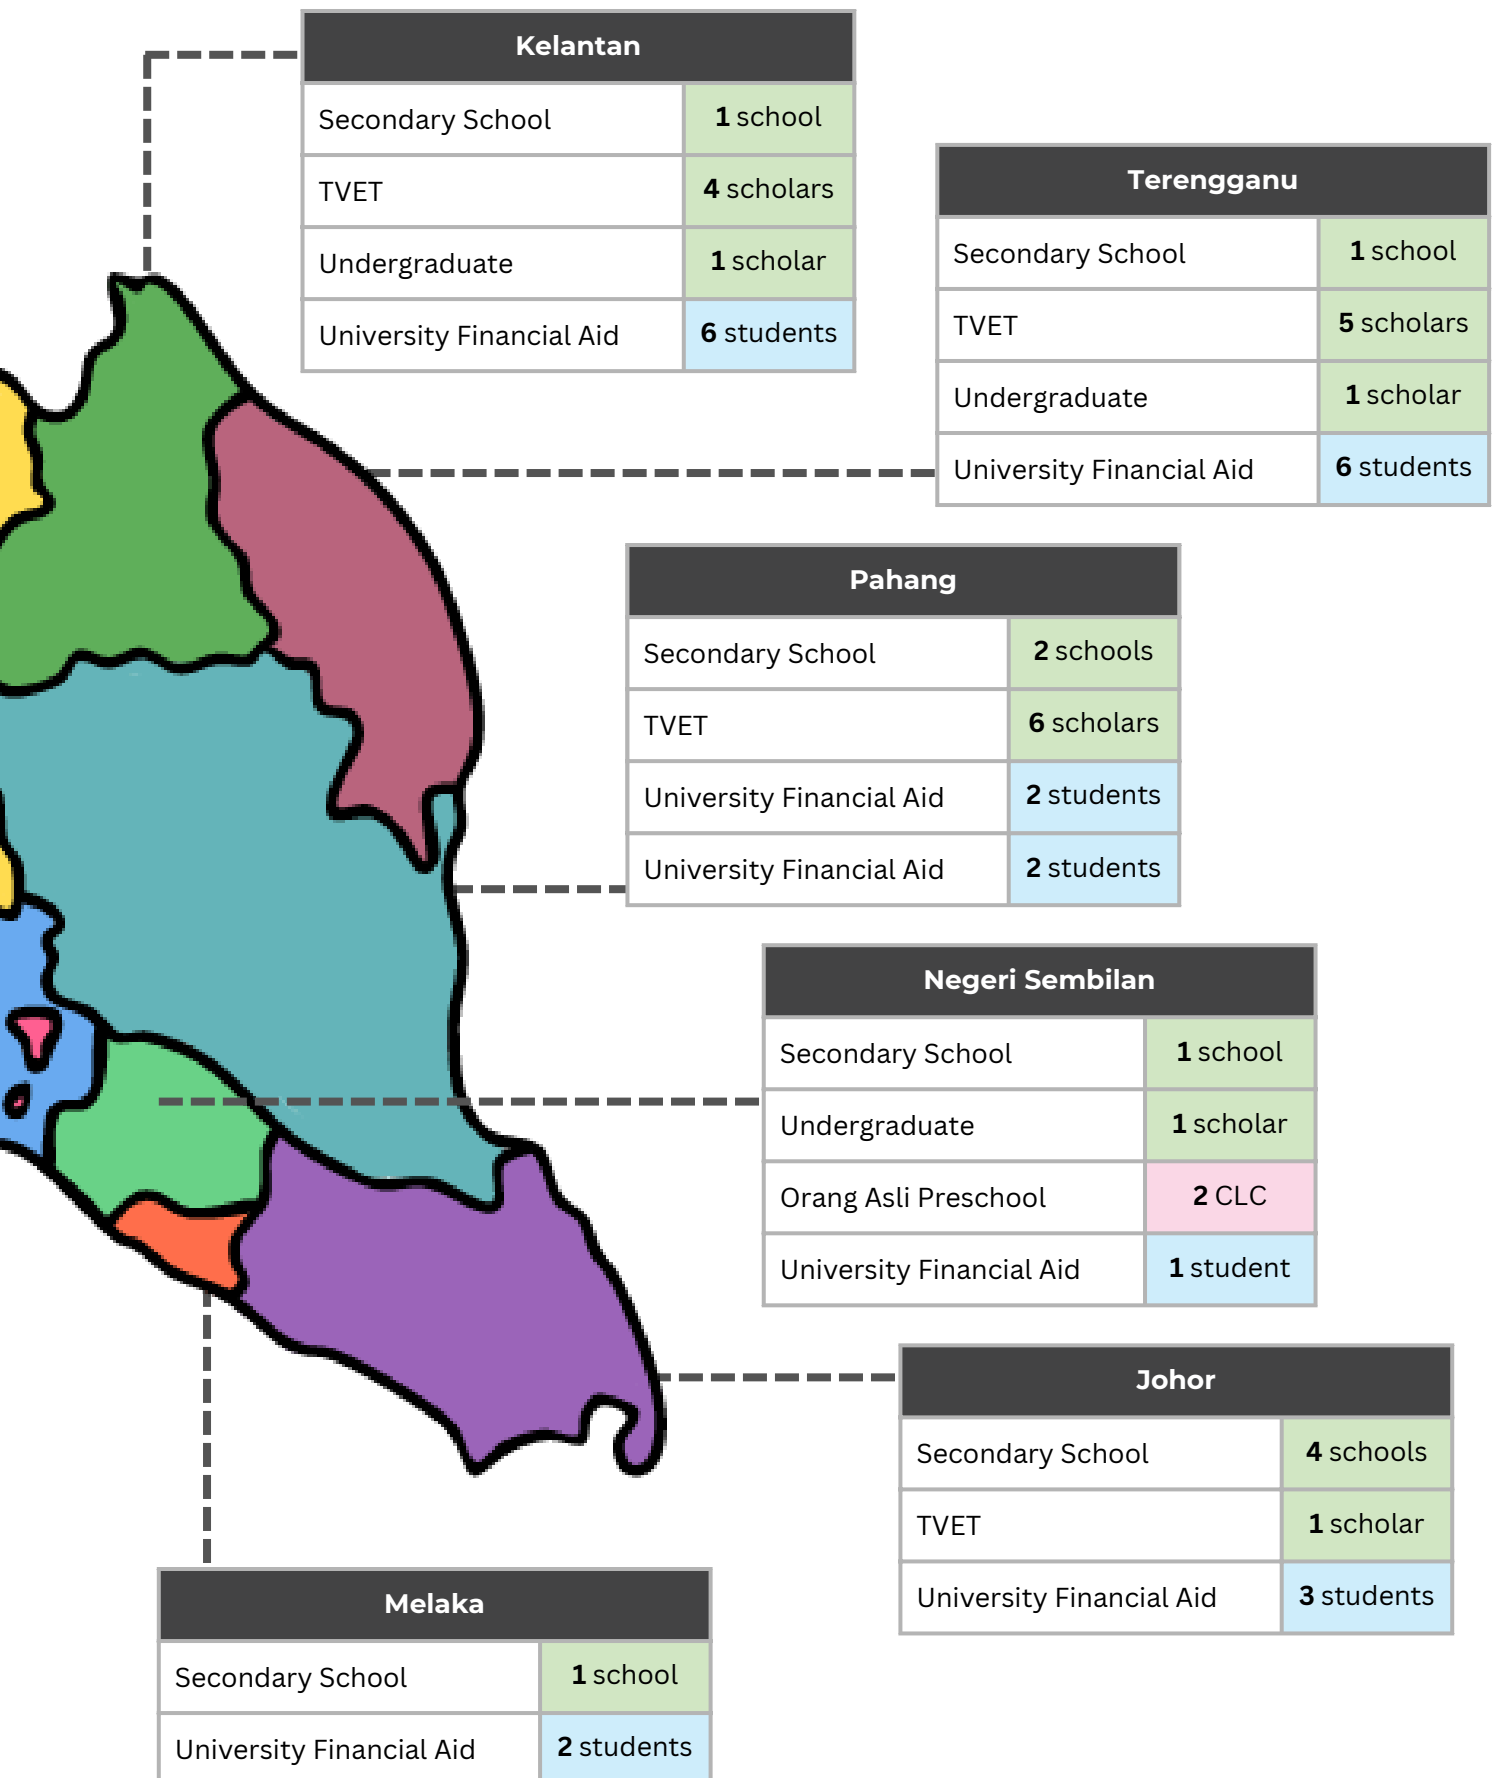 Kelantan
Secondary School 1 school
TVET 4 scholars
Undergraduate 1 scholar
University Financial Aid 6 students
Terengganu
Secondary School 1 school
TVET 5 scholars
Undergraduate 1 scholar
University Financial Aid 6 students
Pahang
Secondary School 2 schools
TVET 6 scholars
University Financial Aid 2 students
University Financial Aid 2 students
Negeri Sembilan
Secondary School 1 school
Undergraduate 1 scholar
Orang Asli Preschool 2 CLC
University Financial Aid 1 student
Johor
Secondary School 4 schools
TVET 1 scholar
University Financial Aid 3 students
Melaka
Secondary School 1 school
University Financial Aid 2 students